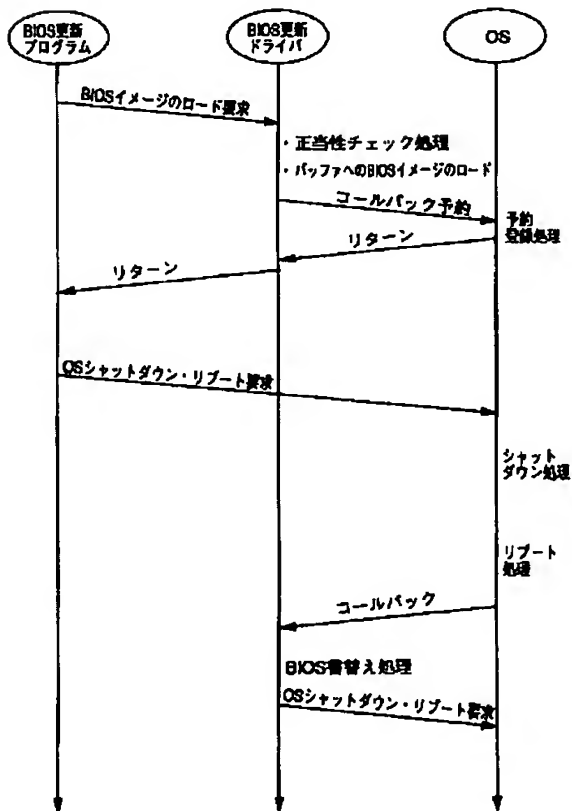 BIOS更新
プログラム
BIOS更新
ドライバ
OS
BIOSイメージのロード要求
・正当性チェック処理
・バッファへのBIOSイメージのロード
コールバック予約
予約
登録処理
リターン
リターン
OSシャットダウン・リブート要求
シャット
ダウン処理
リブート
処理
コールバック
BIOS書替え処理
OSシャットダウン・リブート要求